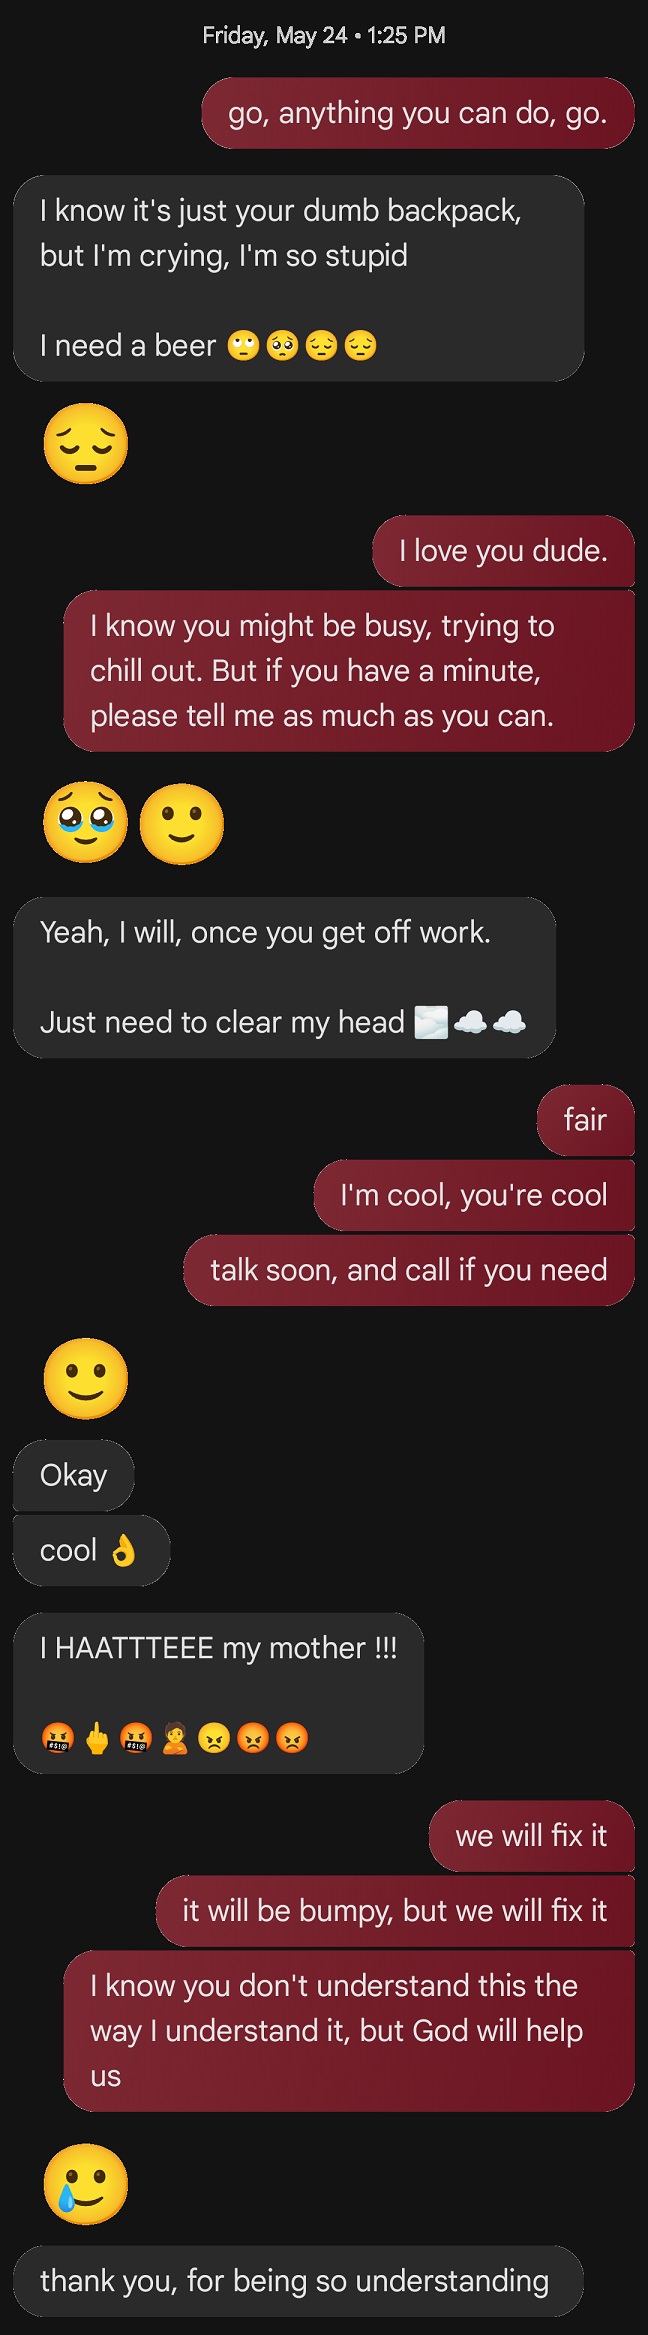 Friday, May 24 • 1:25 PM
go, anything you can do, go.
I know it's just your dumb backpack,
but I'm crying, I'm so stupid
I need a beer 🙄🥺😔😔
😔
I love you dude.
I know you might be busy, trying to
chill out. But if you have a minute,
please tell me as much as you can.
🥹🙂
Yeah, I will, once you get off work.
Just need to clear my head 🌫️☁️☁️
fair
I'm cool, you're cool
talk soon, and call if you need
🙂
Okay
cool 👌
I HAATTTEEE my mother !!!
🤬🖕🤬🙎😠😡😡
we will fix it
it will be bumpy, but we will fix it
I know you don't understand this the
way I understand it, but God will help
us
🥲
thank you, for being so understanding